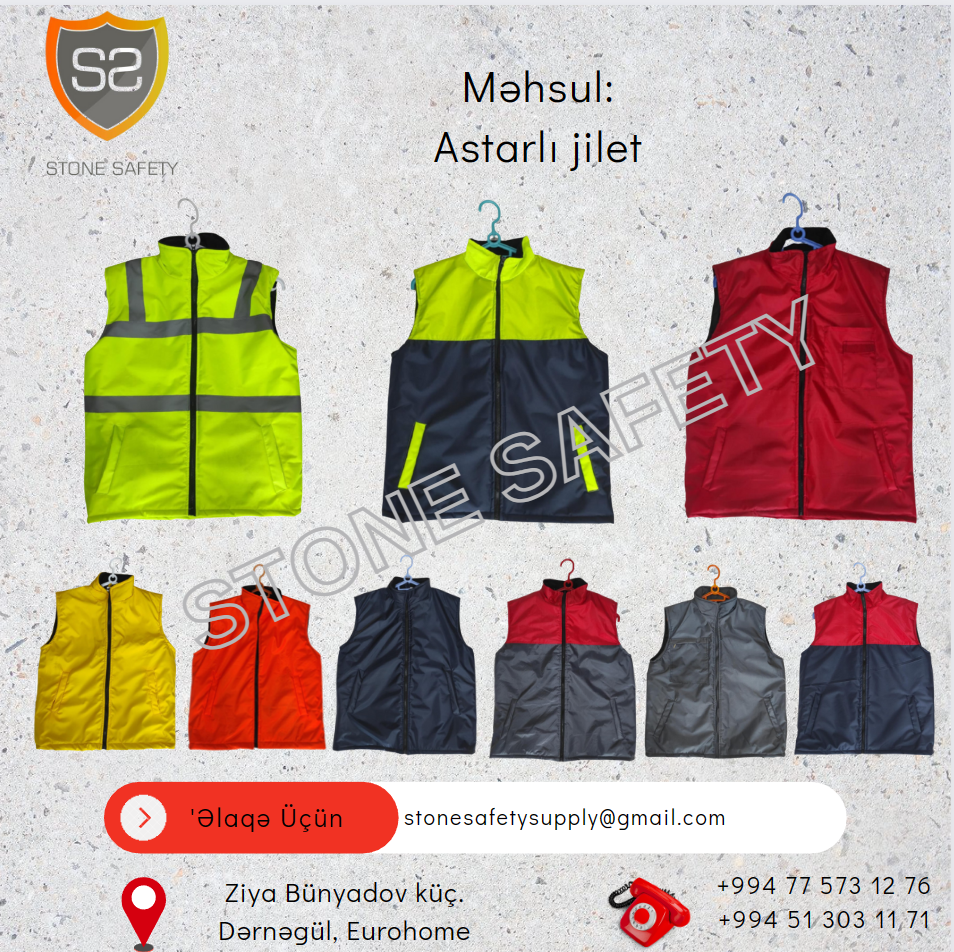 SS
STONE SAFETY
Məhsul:
Astarlı jilet
STONE SAFETY
'Əlaqə Üçün
stonesafetysupply@gmail.com
Ziya Bünyadov küç.
Dərnəgül, Eurohome
+994 77 573 12 76
+994 51 303 11 71